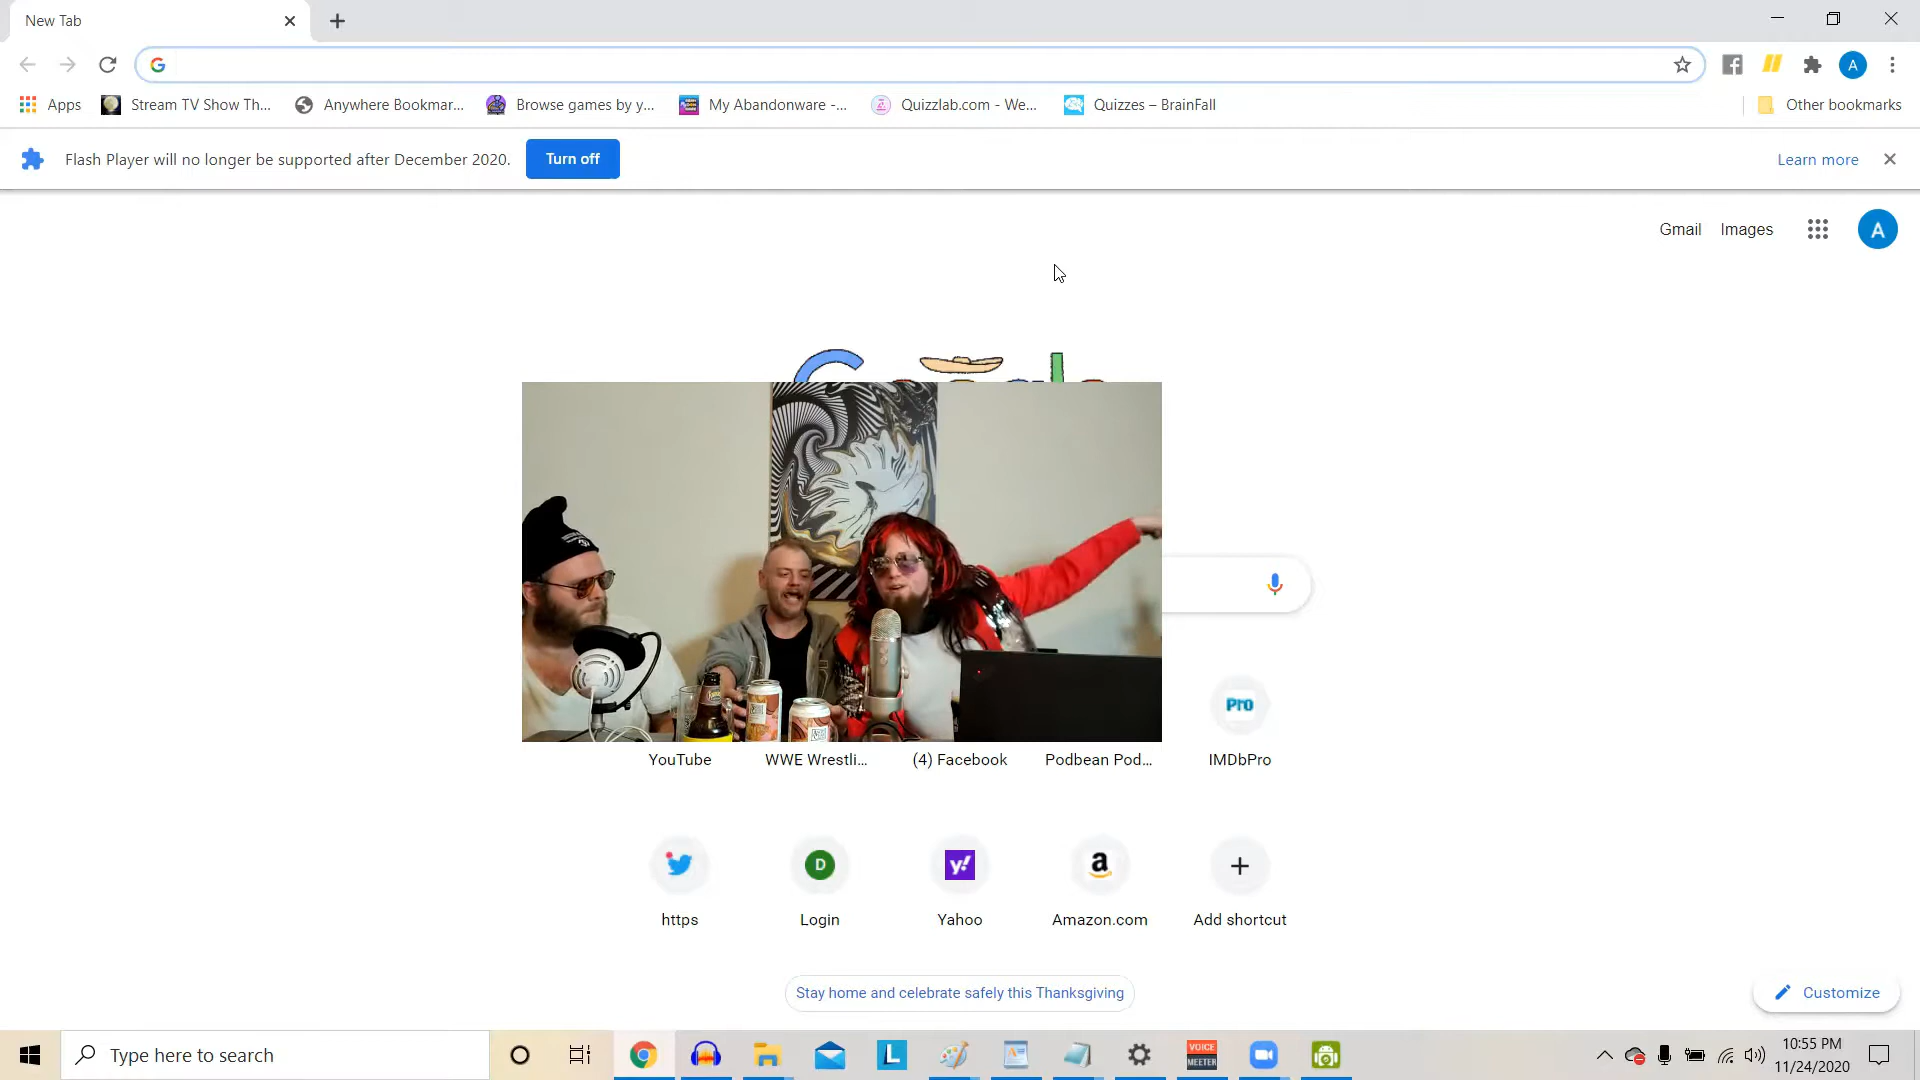 New Tab
Apps
Stream TV Show Th...
Anywhere Bookmar...
Browse games by y...
My Abandonware -...
Quizzlab.com - We...
Quizzes – BrainFall
Other bookmarks
Flash Player will no longer be supported after December 2020.
Turn off
Learn more
Gmail
Images
A
A
Pro
YouTube
WWE Wrestli...
(4) Facebook
Podbean Pod...
IMDbPro
D
y!
a
https
Login
Yahoo
Amazon.com
Add shortcut
Stay home and celebrate safely this Thanksgiving
Customize
Type here to search
L
VOICE
MEETER
10:55 PM
11/24/2020